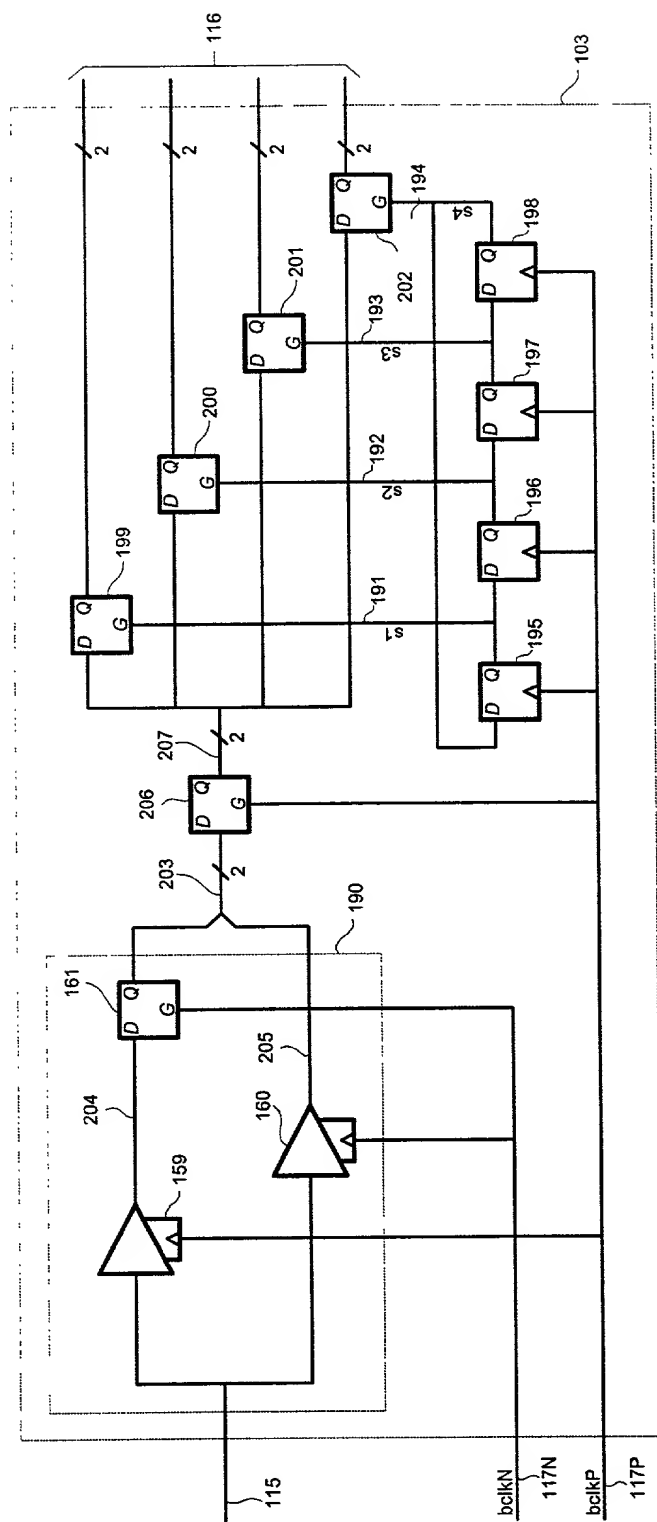 116
103
2
2
2
2
D Q
G
199
D Q
G
200
D Q
G
201
D Q
G
202
194
s4
193
s3
192
s2
191
s1
D Q
198
D Q
197
D Q
196
D Q
195
207
2
206
D Q
G
203
2
190
161
D Q
G
204
205
159
160
115
bclkN
117N
bclkP
117P